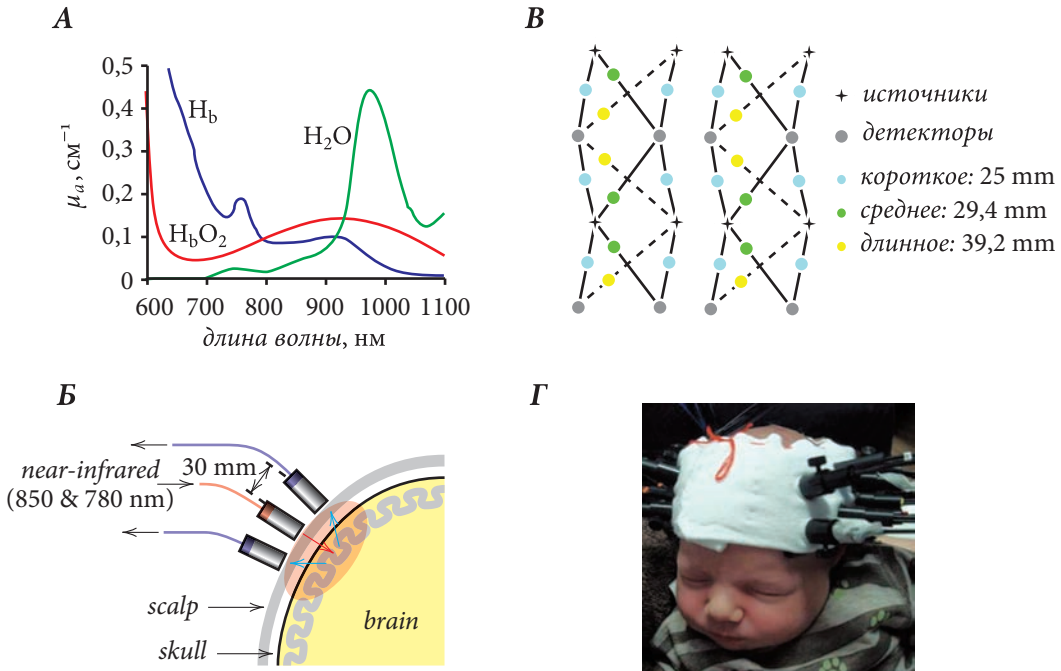 А
0,5
0,4
0,3
0,2
0,1
0
μa, см−1
Hb
H2O
HbO2
600 700 800 900 1000 1100
длина волны, нм
В
источники
детекторы
короткое: 25 mm
среднее: 29,4 mm
длинное: 39,2 mm
Б
near-infrared
(850 & 780 nm)
30 mm
scalp
skull
brain
Г